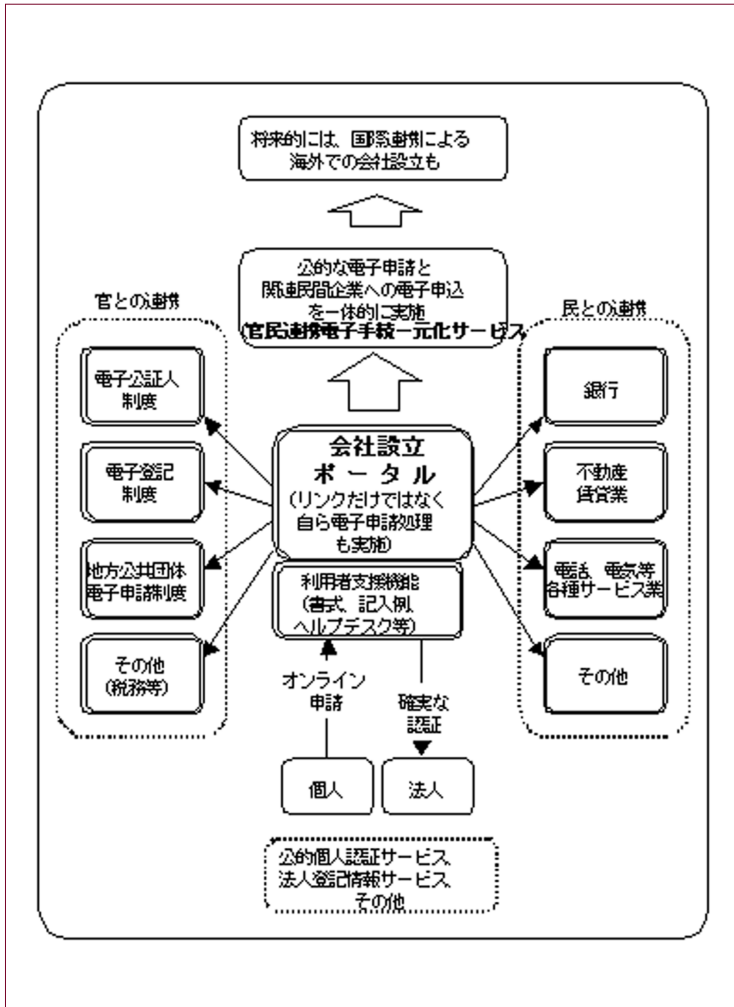 将来的には、国際連携による
海外での会社設立も
公的な電子申請と
関連民間企業への電子申込
を一体的に実施
(官民連携電子手続一元化サービス
官との連携
民との連携
電子公証人
制度
電子登記
制度
地方公共団体
電子申請制度
その他
(税務等)
会社設立
ポータル
(リンクだけではなく
自ら電子申請処理
も実施)
利用者支援機能
(書式、記入例、
ヘルプデスク等)
銀行
不動産
賃貸業
電話、電気等
各種サービス業
その他
オンライン
申請
確実な
認証
個人
法人
公的個人認証サービス、
法人登記情報サービス、
その他